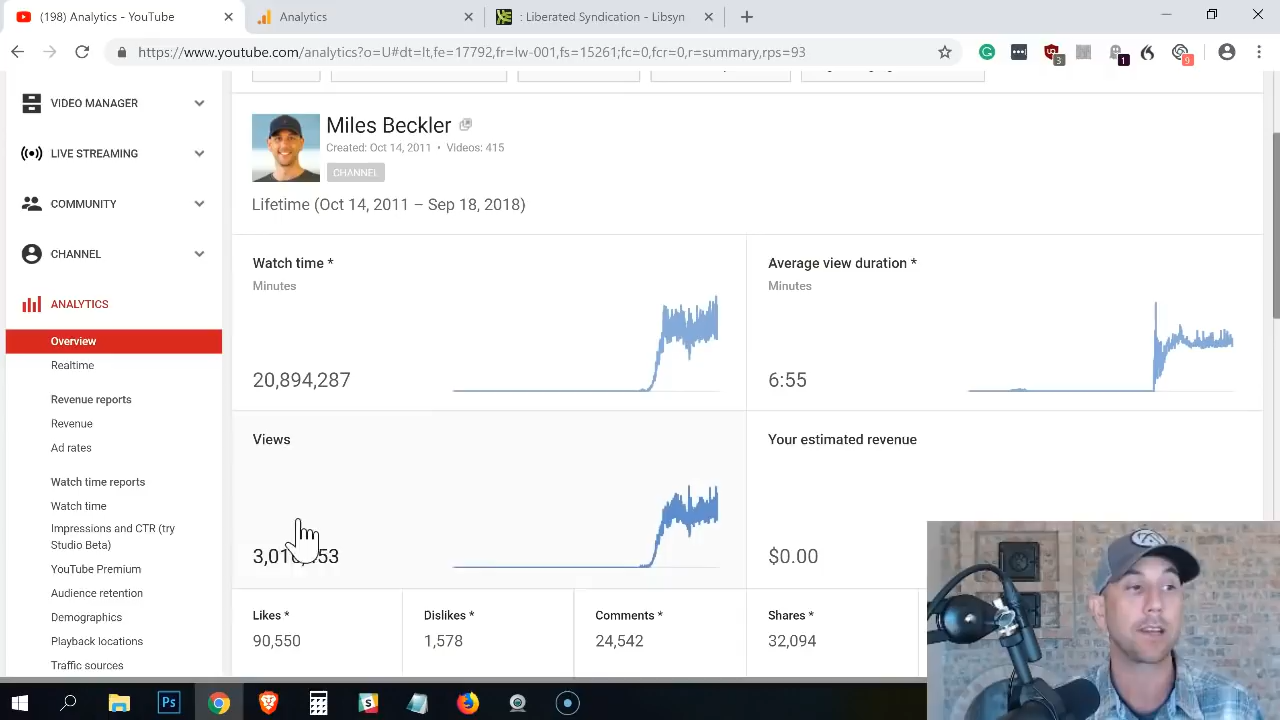 (198) Analytics - YouTube
Analytics
: Liberated Syndication - Libsyn
https://www.youtube.com/analytics?o=U#dt=lt,fe=17792,fr=lw-001,fs=15261;fc=0,fcr=0,r=summary,rps=93
3
1
9
VIDEO MANAGER
LIVE STREAMING
COMMUNITY
CHANNEL
ANALYTICS
Overview
Realtime
Revenue reports
Revenue
Ad rates
Watch time reports
Watch time
Impressions and CTR (try
Studio Beta)
YouTube Premium
Audience retention
Demographics
Playback locations
Traffic sources
Miles Beckler
Created: Oct 14, 2011 • Videos: 415
CHANNEL
Lifetime (Oct 14, 2011 – Sep 18, 2018)
Watch time *
Minutes
20,894,287
Average view duration *
Minutes
6:55
Views
Your estimated revenue
$0.00
Likes *
90,550
Dislikes *
1,578
Comments *
24,542
Shares *
32,094
Ps